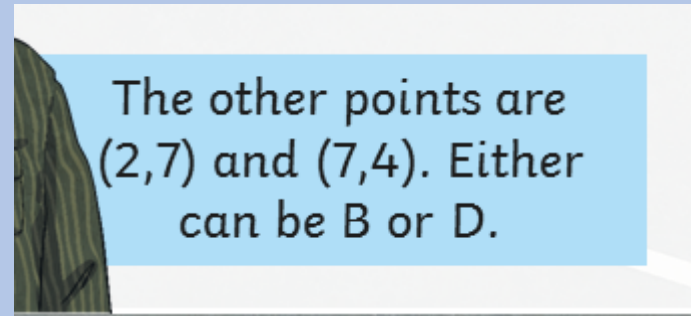 The other points are
(2,7) and (7,4). Either
can be B or D.